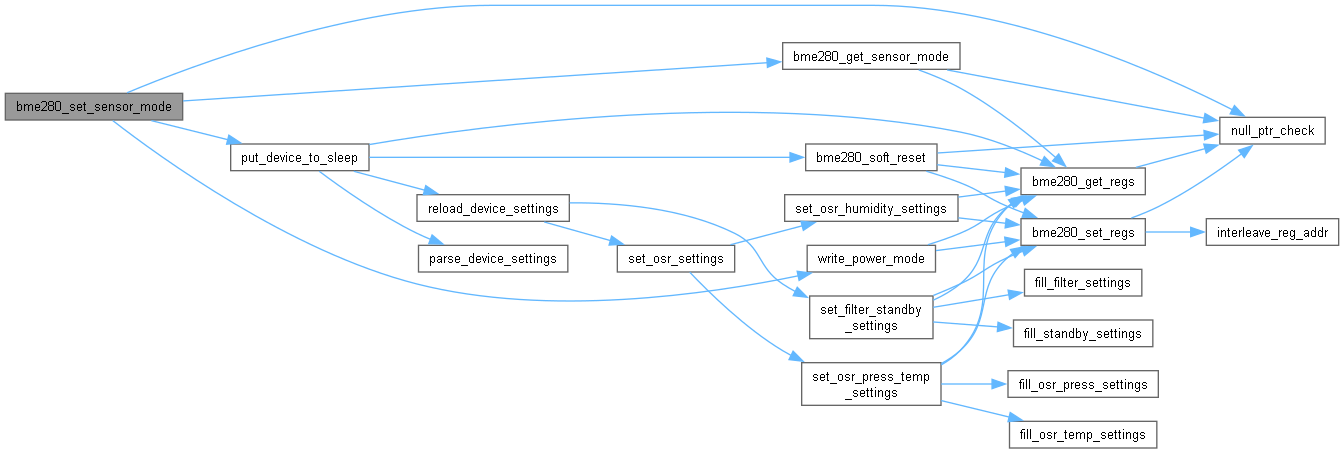 bme280_set_sensor_mode
put_device_to_sleep
reload_device_settings
parse_device_settings
set_osr_settings
bme280_get_sensor_mode
bme280_soft_reset
set_osr_humidity_settings
write_power_mode
set_filter_standby
_settings
set_osr_press_temp
_settings
bme280_get_regs
bme280_set_regs
fill_filter_settings
fill_standby_settings
fill_osr_press_settings
fill_osr_temp_settings
null_ptr_check
interleave_reg_addr